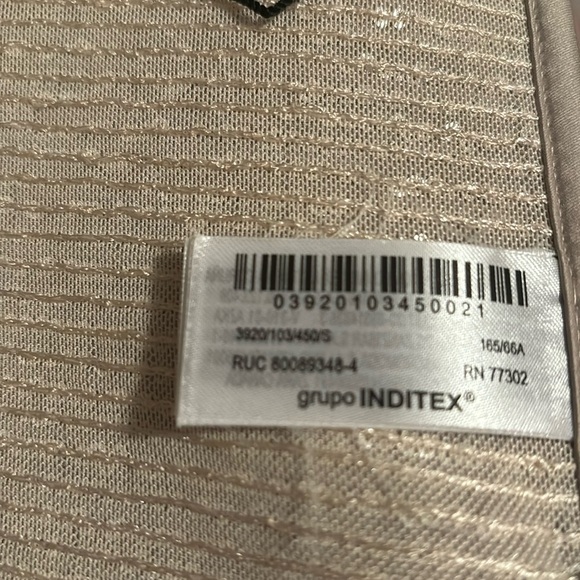 03920103450021
3920/103/450/S
165/66A
RUC 80089348-4
RN 77302
grupo INDITEX®